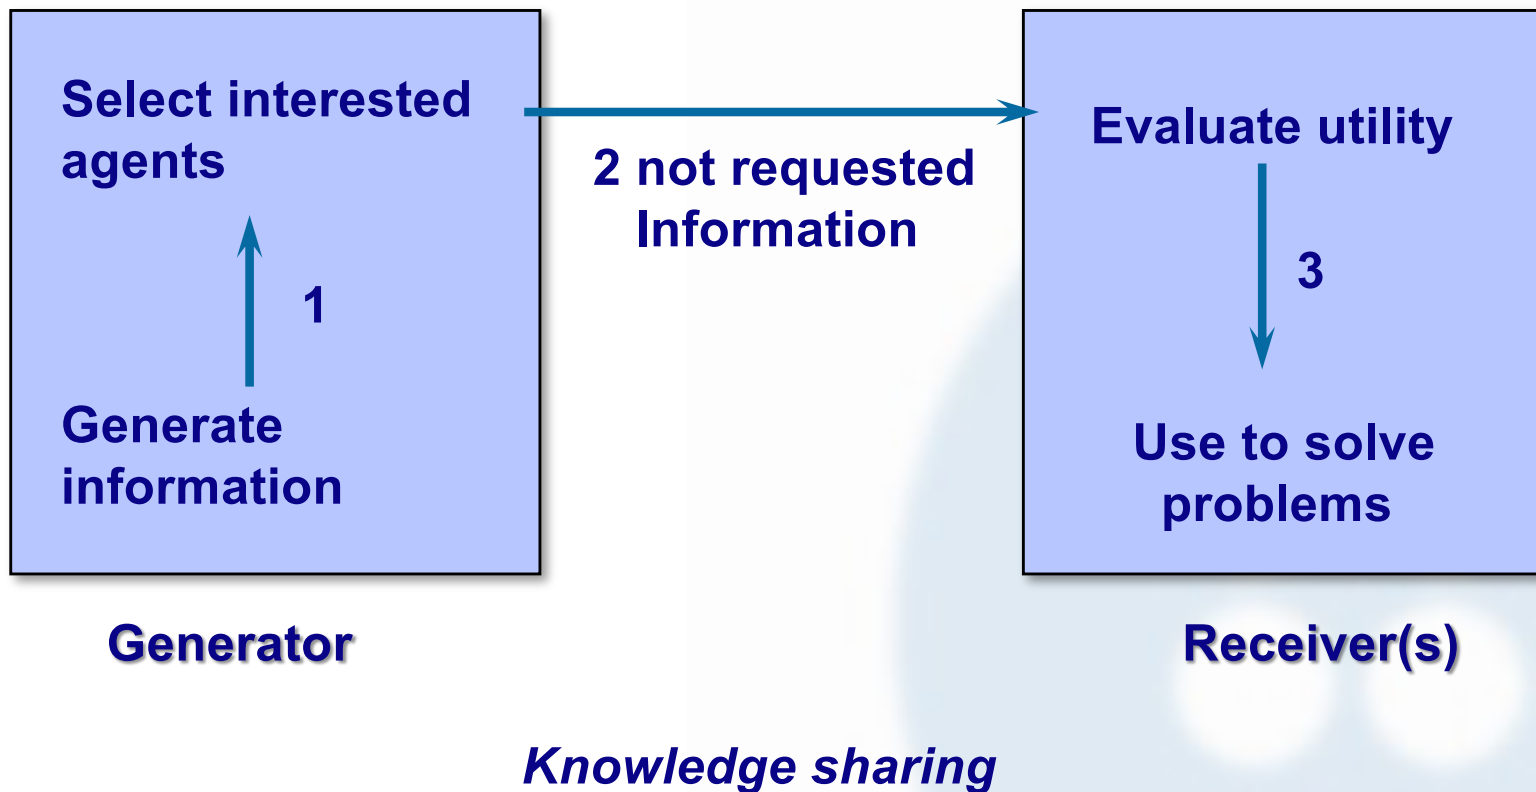 Select interested
agents
1
Generate
information
Generator
2 not requested
Information
Evaluate utility
3
Use to solve
problems
Receiver(s)
Knowledge sharing